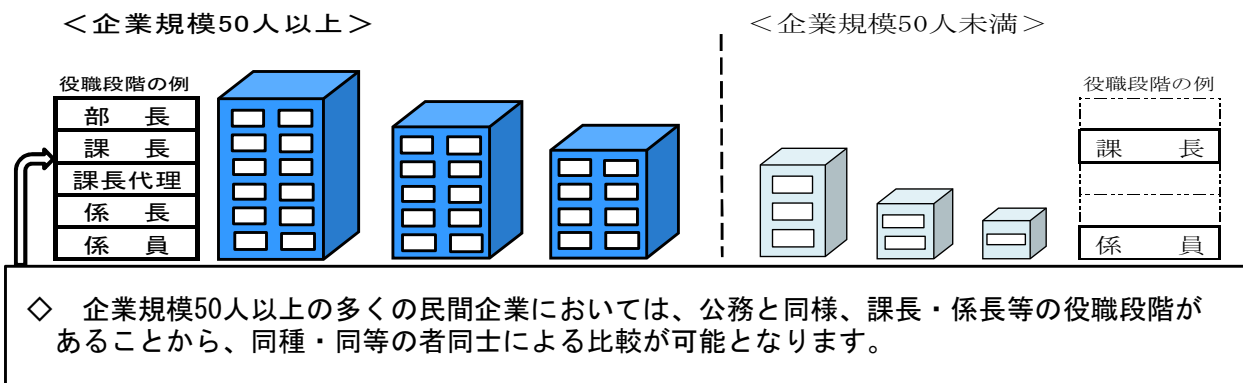 ＜企業規模50人以上＞
＜企業規模50人未満＞
役職段階の例
部　長
課　長
課長代理
係　長
係　員
役職段階の例
課　長
係　員
◇　企業規模50人以上の多くの民間企業においては、公務と同様、課長・係長等の役職段階が
あることから、同種・同等の者同士による比較が可能となります。